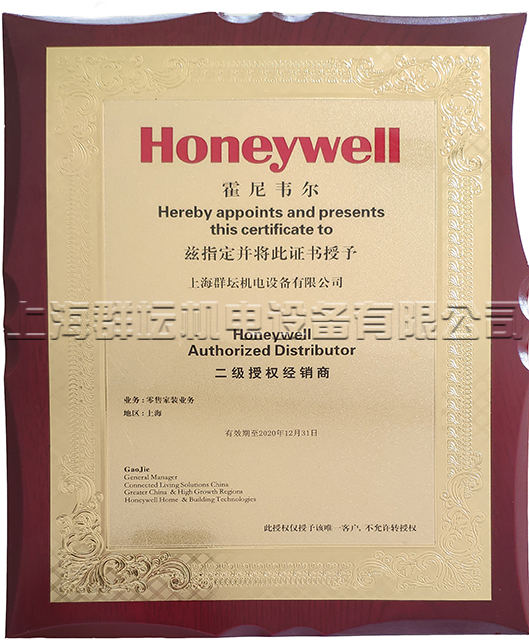 Honeywell
霍尼韦尔
Hereby appoints and presents
this certificate to
兹指定并将此证书授予
上海群坛机电设备有限公司
上海群坛机电设备有限公司
Honeywell
Authorized Distributor
二级授权经销商
业务：零售家装业务
地区：上海
有效期至2020年12月31日
GaoJie
General Manager
Connected Living Solutions China
Greater China & High Growth Regions
Honeywell Home & Building Technologies
此授权仅授予该唯一客户，不允许转授权